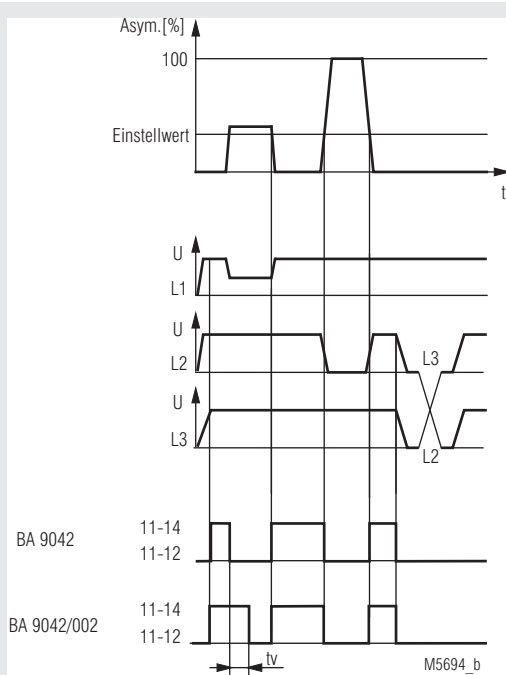 Asym.[%]
100
Einstellwert
t
U
L1
U
L2
L3
U
L3
L2
BA 9042
11-14
11-12
BA 9042/002
11-14
11-12
tv
M5694_b